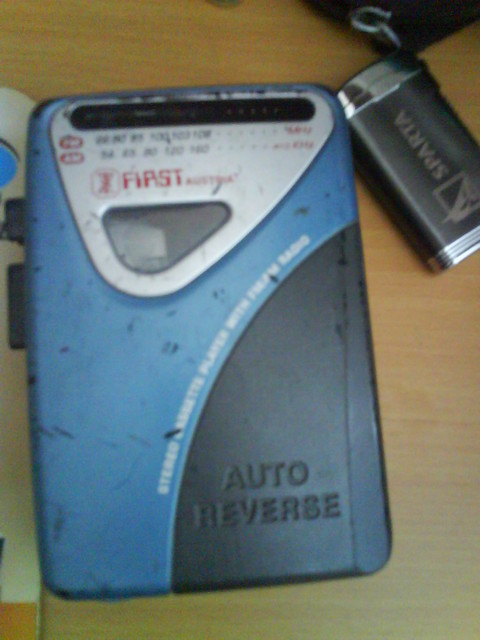 FM 88 90 95 100 103 108 MHz
AM 54 65 80 120 160 x10 KHz
FIRST AUSTRIA
STEREO CASSETTE PLAYER WITH FM/AM RADIO
AUTO
REVERSE
SPARTA